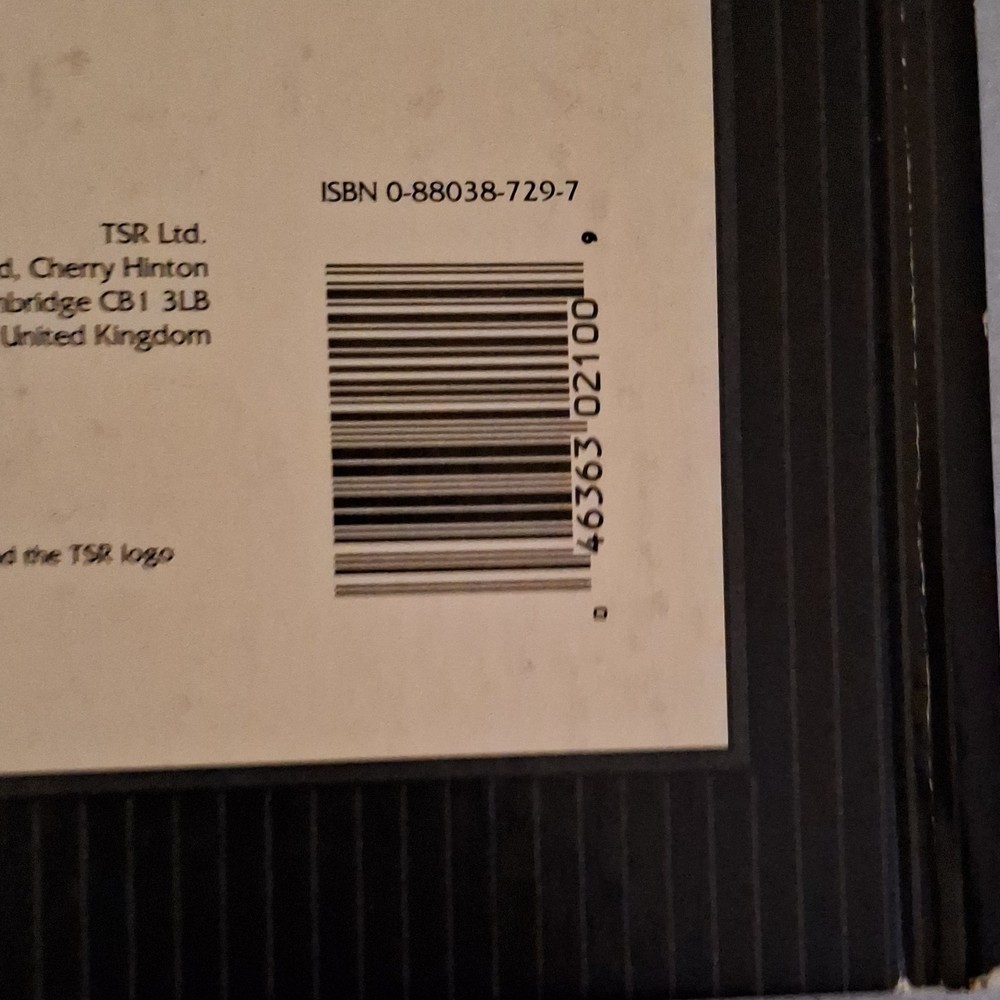 ISBN 0-88038-729-7
TSR Ltd.
d, Cherry Hinton
nbridge CB1 3LB
United Kingdom
d the TSR logo
0 46363 02100 9